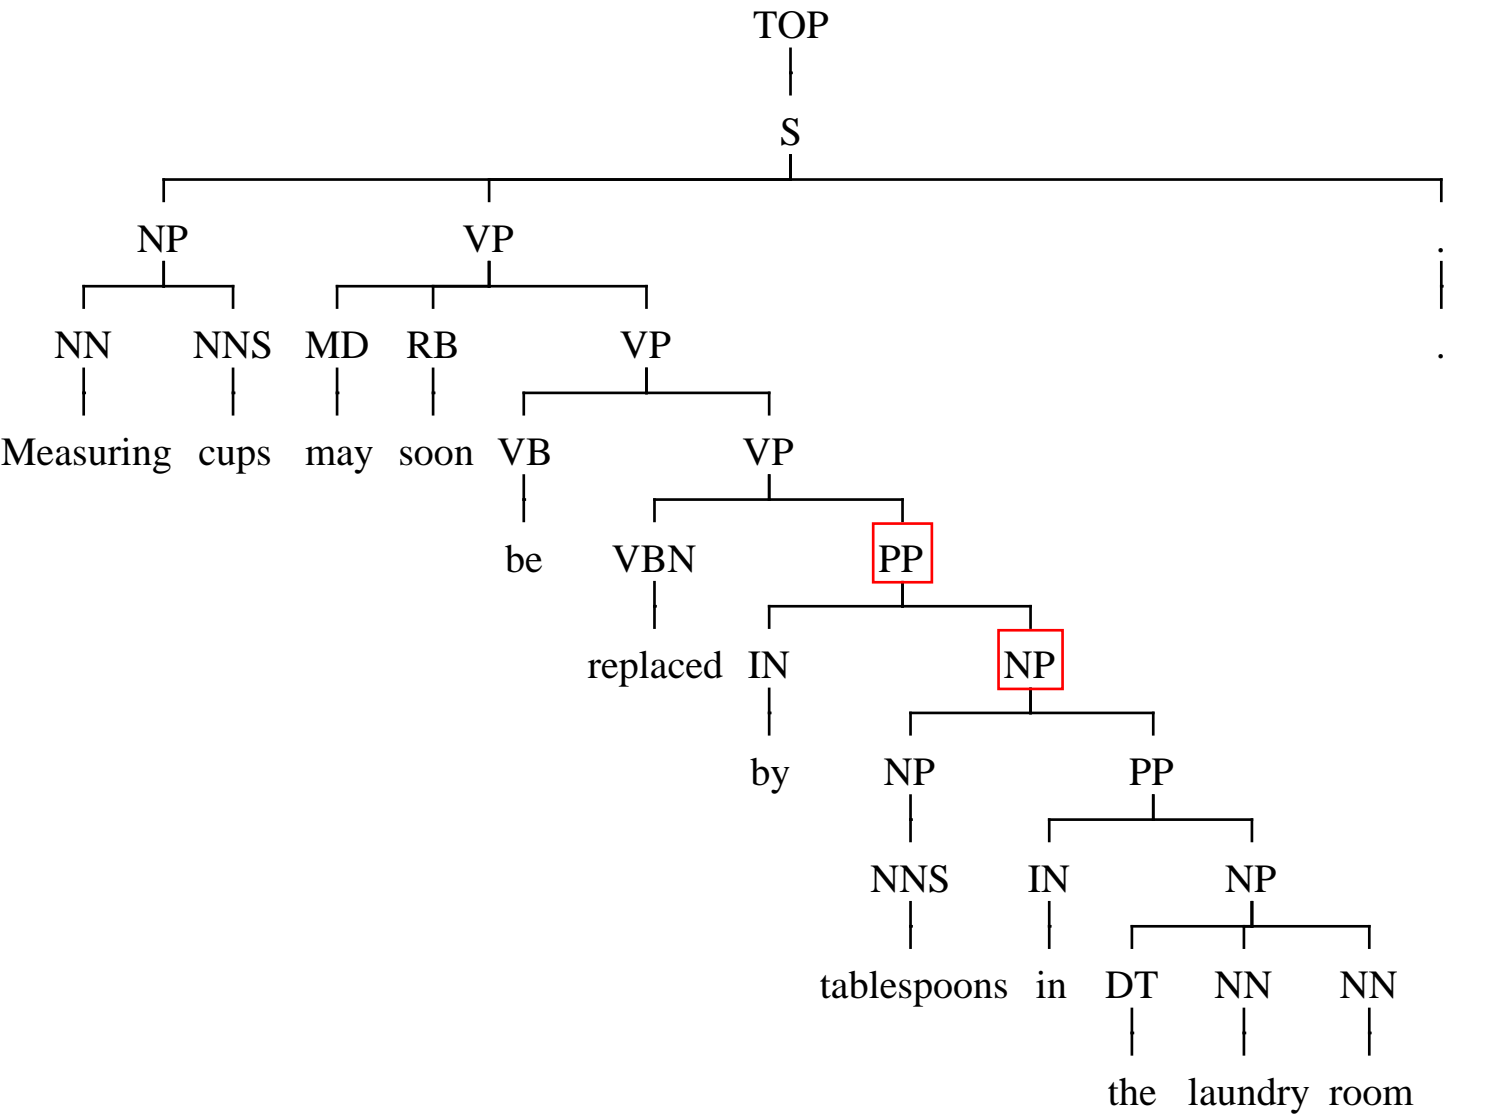 TOP
S
NP VP .
NN NNS MD RB VP .
Measuring cups may soon VB VP
be VBN PP
replaced IN NP
by NP PP
NNS IN NP
tablespoons in DT NN NN
the laundry room